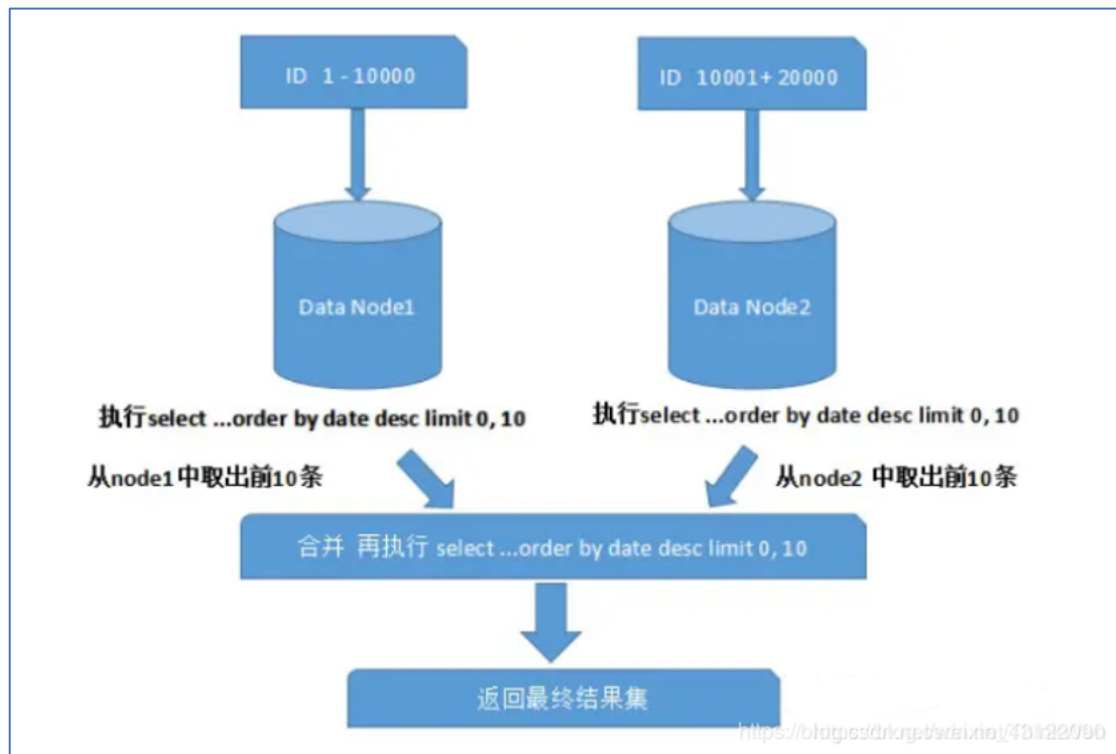 ID 1 - 10000
ID 10001+ 20000
Data Node1
Data Node2
执行select ...order by date desc limit 0, 10
执行select ...order by date desc limit 0, 10
从node1中取出前10条
从node2 中取出前10条
合并 再执行 select ...order by date desc limit 0, 10
返回最终结果集